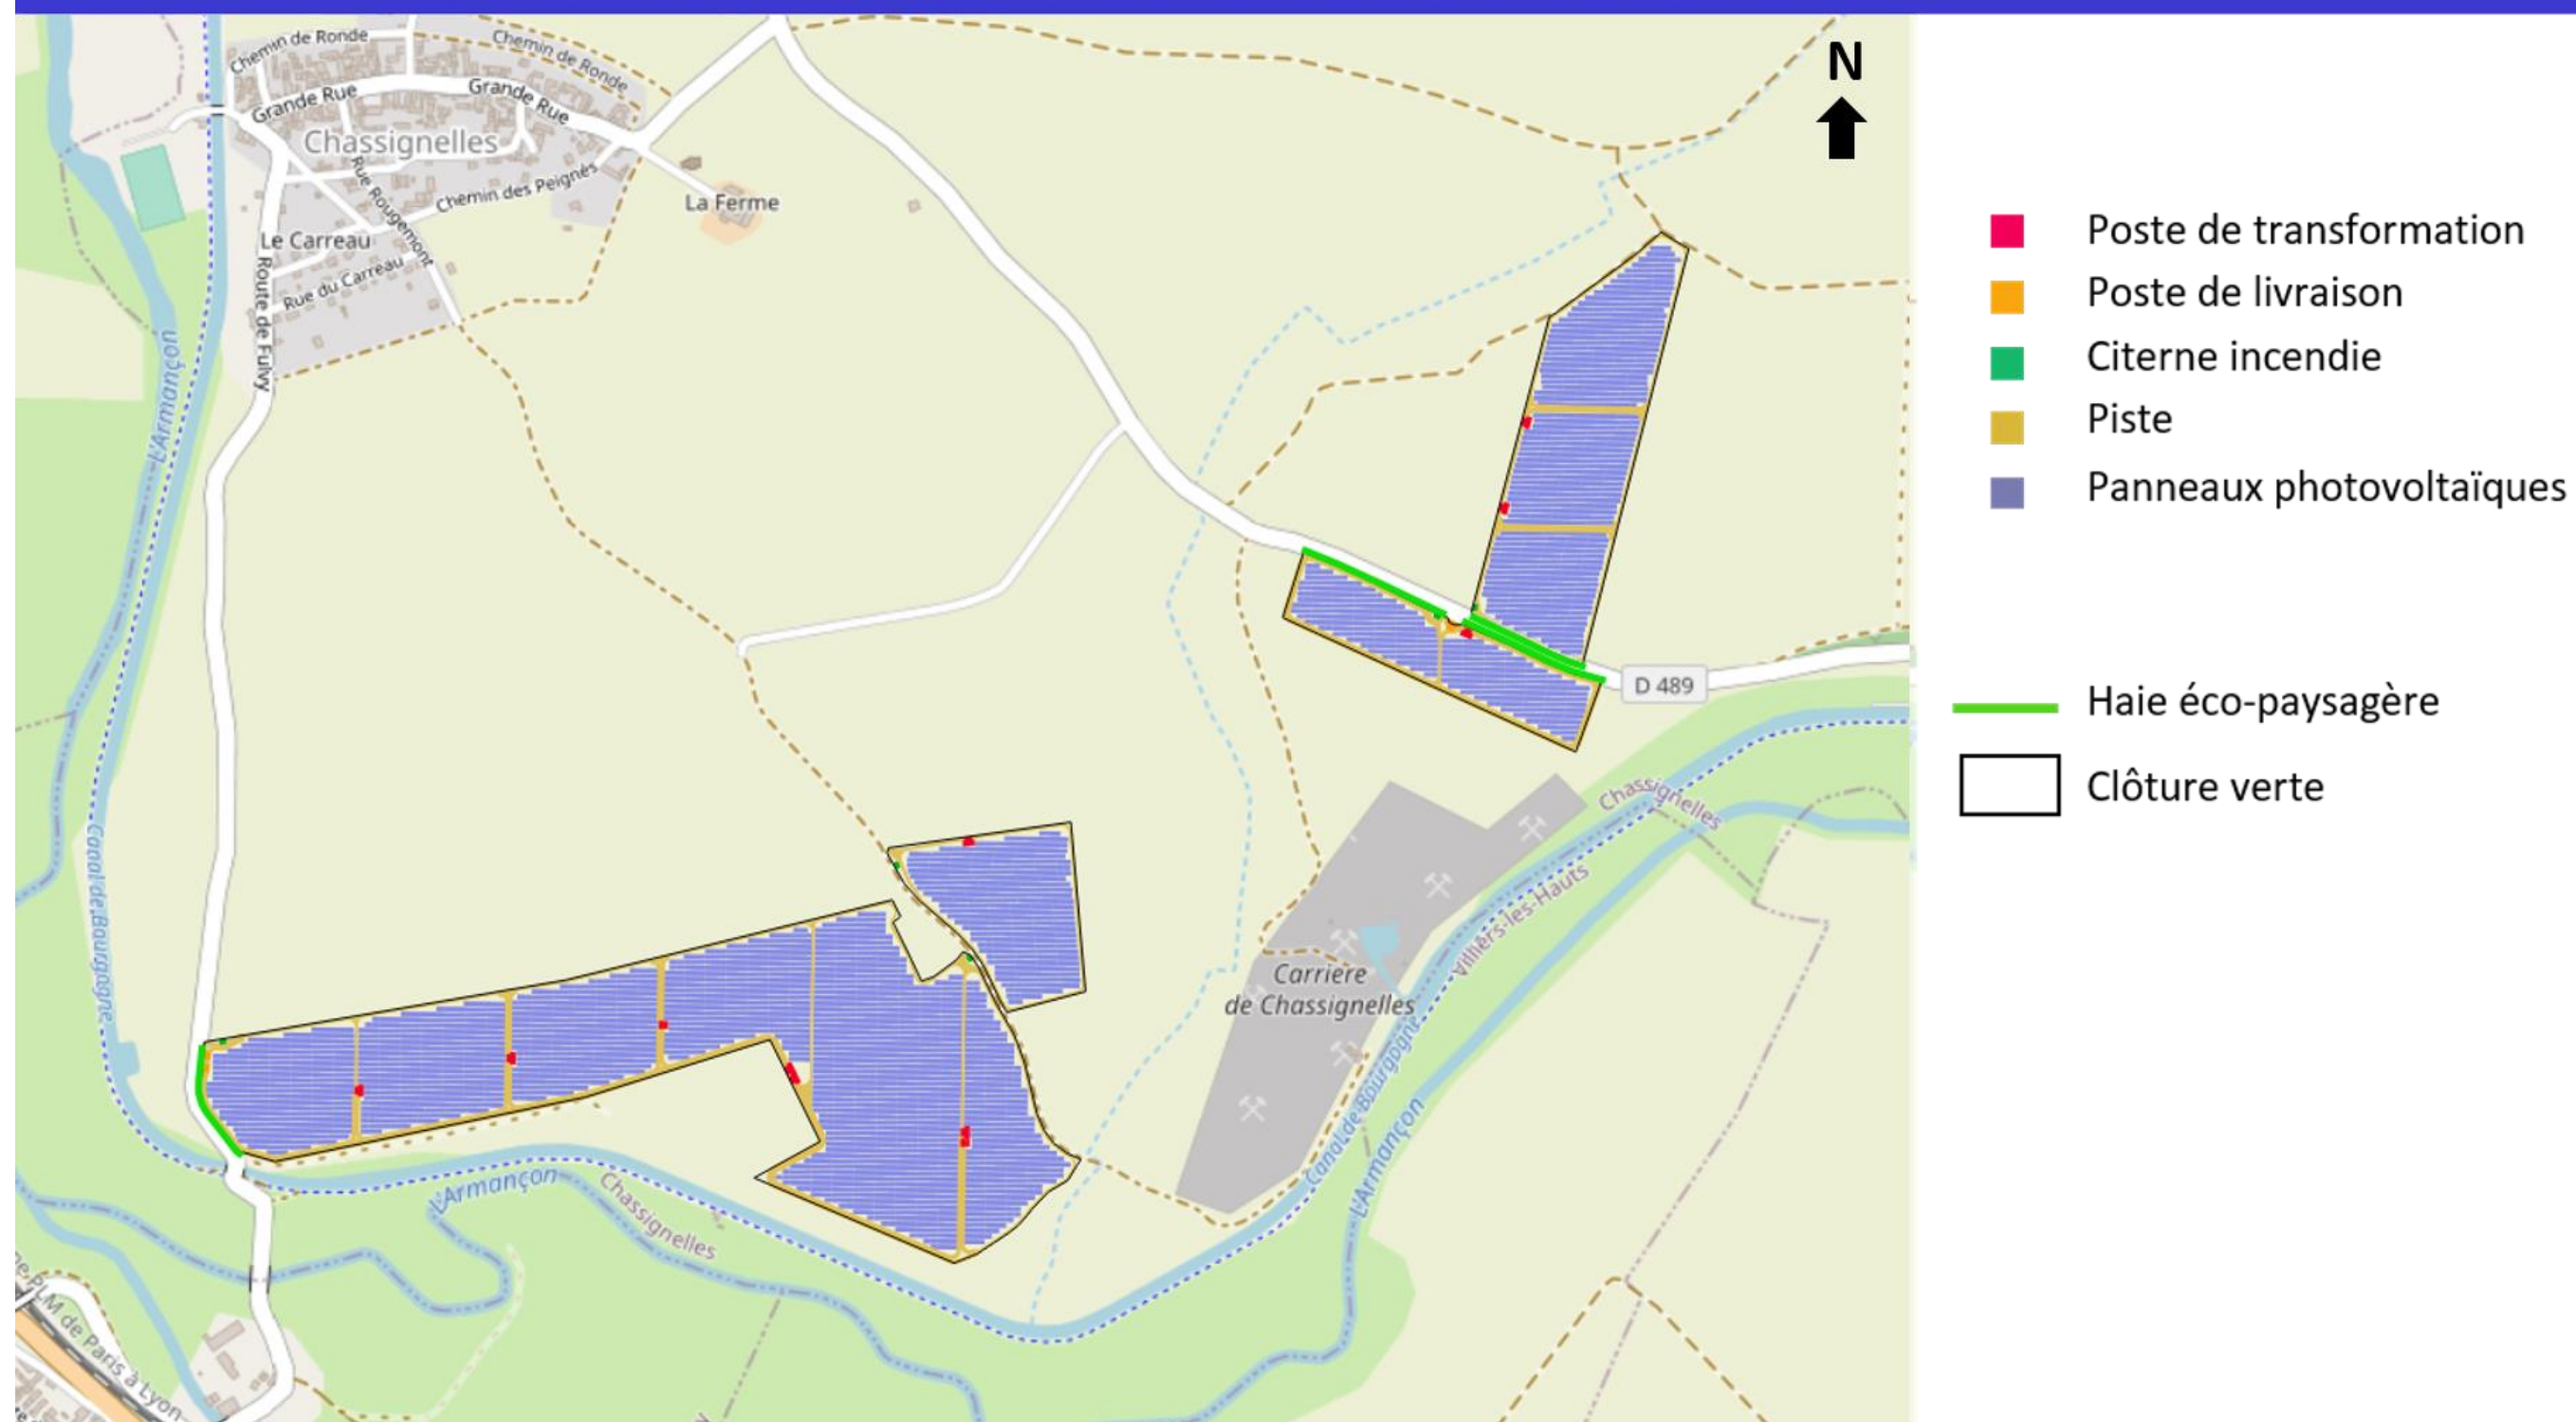 Chemin de Ronde
Chemin de Ronde
Grande Rue
Grande Rue
Chassignelles
Rue Rougemont
Chemin des Peignés
La Ferme
Le Carreau
Rue du Carreau
Route de Fulvy
L'Armançon
Canal de Bourgogne
N
D 489
Chassignelles
Villiers-les-Hauts
Carrière
de Chassignelles
Canal de Bourgogne
L'Armançon
L'Armançon
Chassignelles
PLM de Paris à Lyon
Poste de transformation
Poste de livraison
Citerne incendie
Piste
Panneaux photovoltaïques
Haie éco-paysagère
Clôture verte